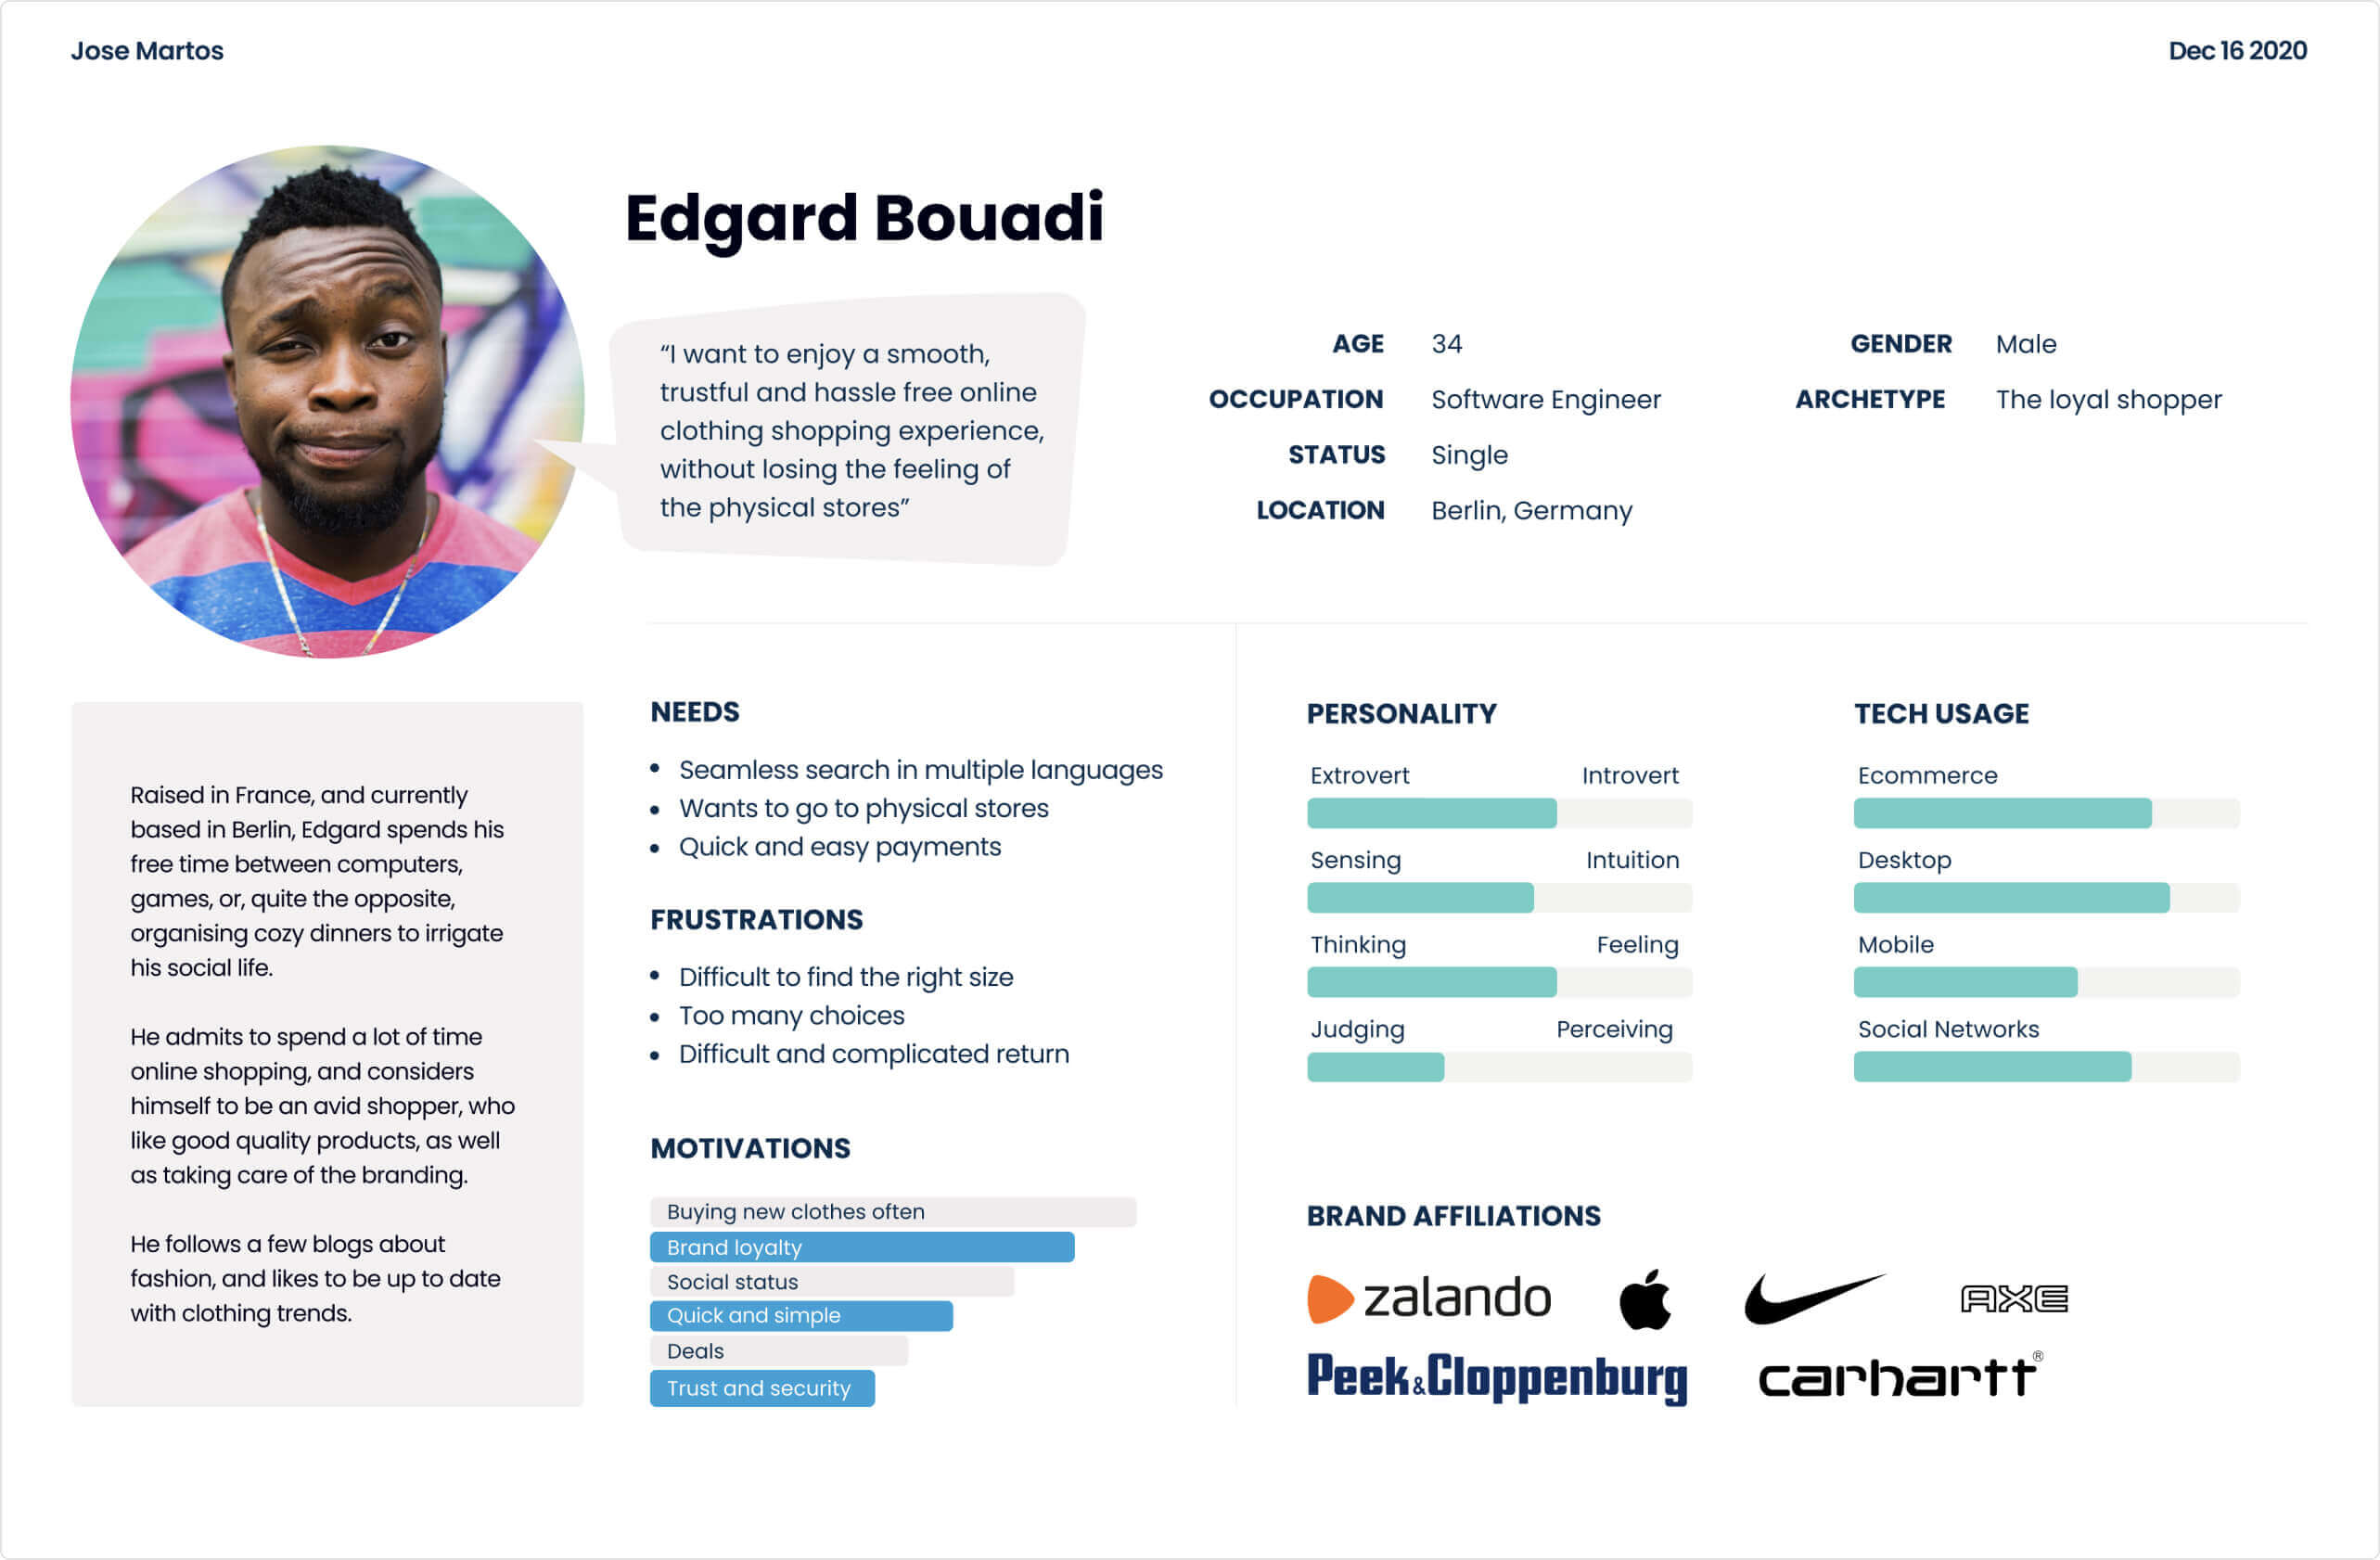 Jose Martos
Dec 16 2020
Edgard Bouadi
“I want to enjoy a smooth,
trustful and hassle free online
clothing shopping experience,
without losing the feeling of
the physical stores”
AGE 34
OCCUPATION Software Engineer
STATUS Single
LOCATION Berlin, Germany
GENDER Male
ARCHETYPE The loyal shopper
Raised in France, and currently
based in Berlin, Edgard spends his
free time between computers,
games, or, quite the opposite,
organising cozy dinners to irrigate
his social life.
He admits to spend a lot of time
online shopping, and considers
himself to be an avid shopper, who
like good quality products, as well
as taking care of the branding.
He follows a few blogs about
fashion, and likes to be up to date
with clothing trends.
NEEDS
• Seamless search in multiple languages
• Wants to go to physical stores
• Quick and easy payments
FRUSTRATIONS
• Difficult to find the right size
• Too many choices
• Difficult and complicated return
MOTIVATIONS
Buying new clothes often
Brand loyalty
Social status
Quick and simple
Deals
Trust and security
PERSONALITY
Extrovert Introvert
Sensing Intuition
Thinking Feeling
Judging Perceiving
TECH USAGE
Ecommerce
Desktop
Mobile
Social Networks
BRAND AFFILIATIONS
zalando
AXE
Peek&Cloppenburg
carhartt®